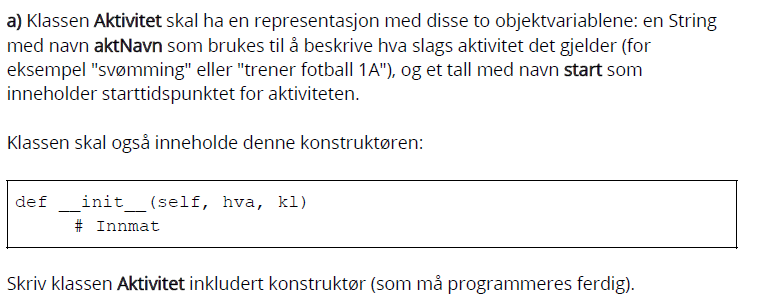 a) Klassen Aktivitet skal ha en representasjon med disse to objektvariablene: en String
med navn aktNavn som brukes til å beskrive hva slags aktivitet det gjelder (for
eksempel "svømming" eller "trener fotball 1A"), og et tall med navn start som
inneholder starttidspunktet for aktiviteten.
Klassen skal også inneholde denne konstruktøren:
def __init__(self, hva, kl)
# Innmat
Skriv klassen Aktivitet inkludert konstruktør (som må programmeres ferdig).